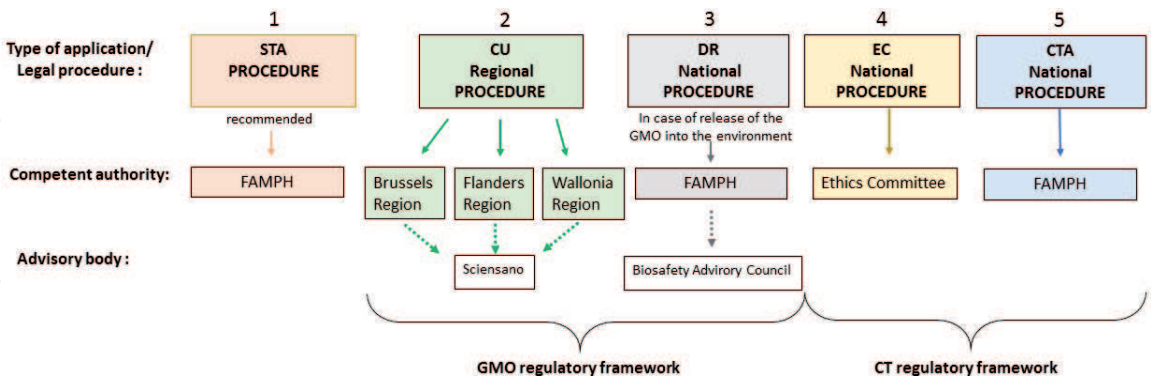 1
2
3
4
5
Type of application/
Legal procedure :
STA
PROCEDURE
CU
Regional
PROCEDURE
DR
National
PROCEDURE
EC
National
PROCEDURE
CTA
National
PROCEDURE
recommended
In case of release of the
GMO into the environment
Competent authority:
FAMPH
Brussels
Region
Flanders
Region
Wallonia
Region
FAMPH
Ethics Committee
FAMPH
Advisory body :
Sciensano
Biosafety Advirory Council
GMO regulatory framework
CT regulatory framework